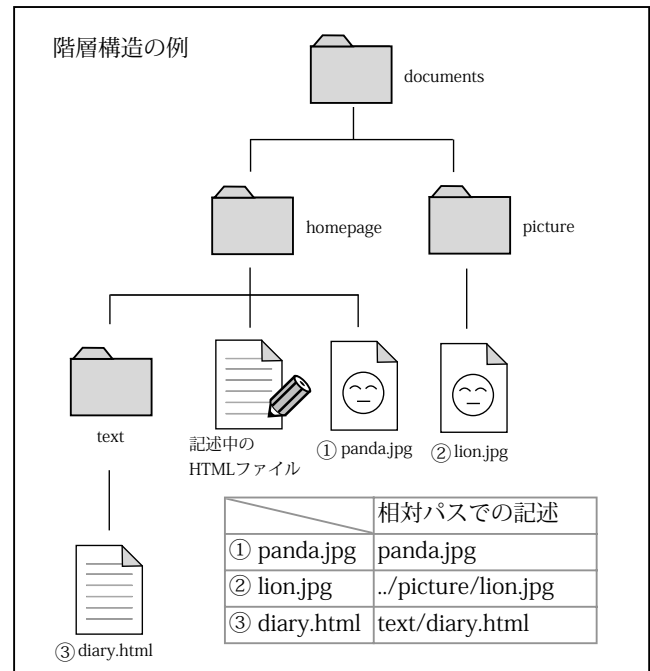 階層構造の例
documents
homepage
picture
text
記述中の
HTMLファイル
① panda.jpg
② lion.jpg
③ diary.html
相対パスでの記述
① panda.jpg panda.jpg
② lion.jpg ../picture/lion.jpg
③ diary.html text/diary.html